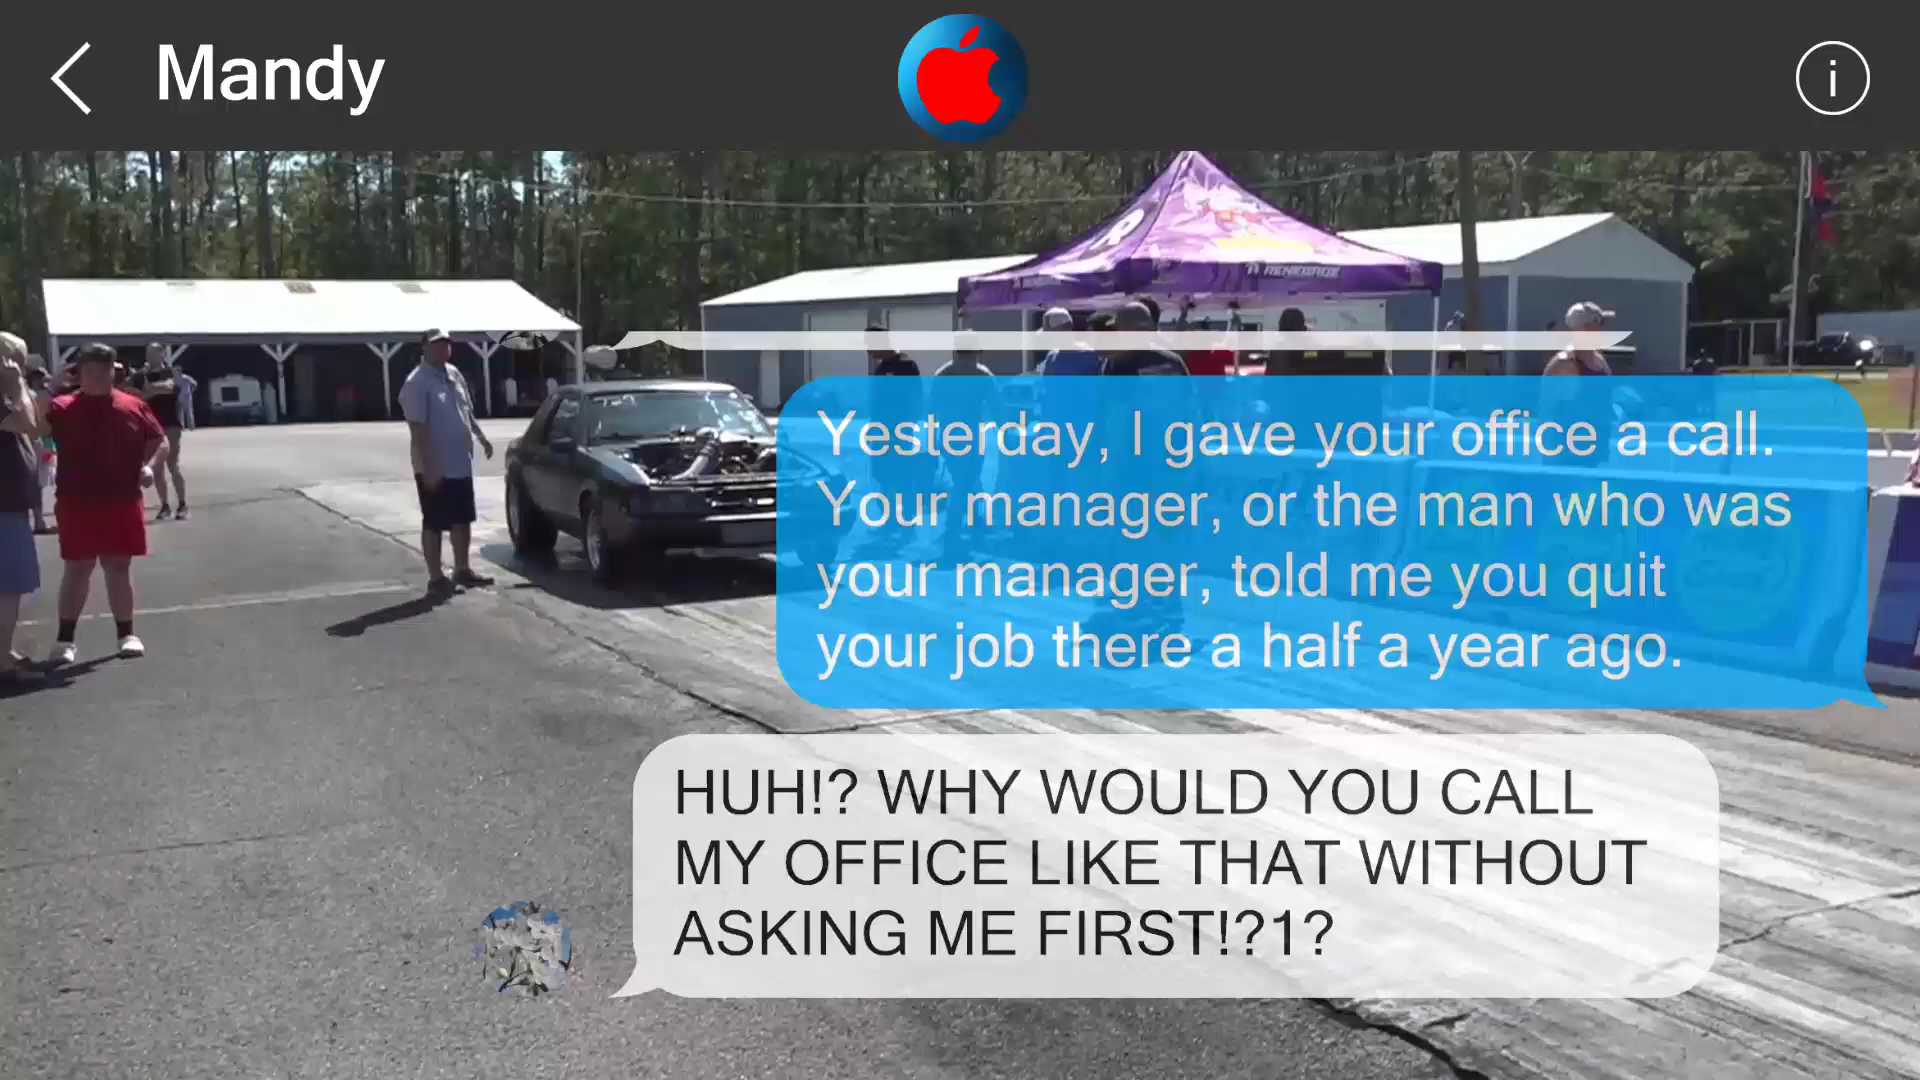 Mandy
i
R
RENEGADE
Yesterday, I gave your office a call.
Your manager, or the man who was
your manager, told me you quit
your job there a half a year ago.
HUH!? WHY WOULD YOU CALL
MY OFFICE LIKE THAT WITHOUT
ASKING ME FIRST!?1?